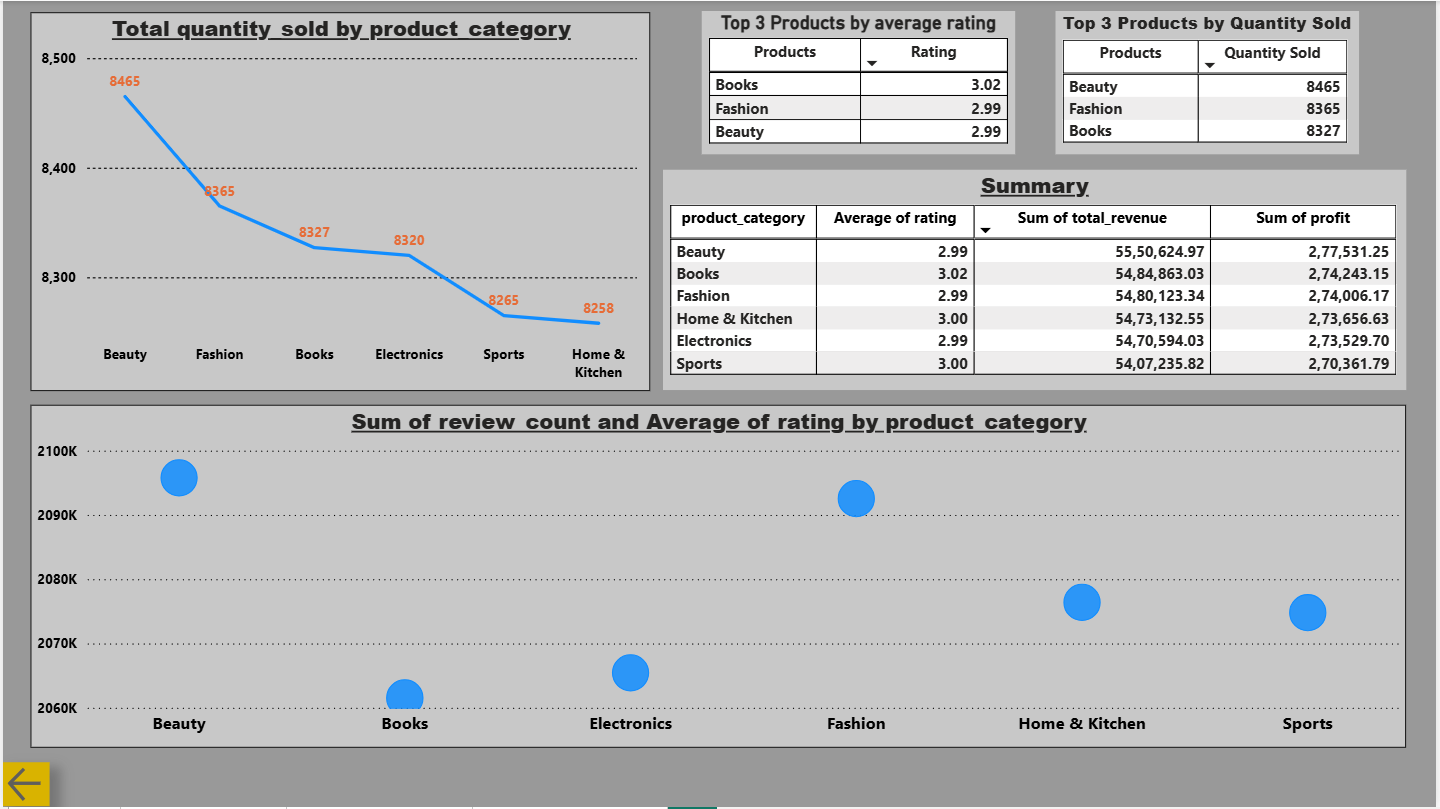 Total quantity_sold by product_category
8,500
8465
8,400
8365
8327
8320
8,300
8265
8258
Beauty Fashion Books Electronics Sports Home &
Kitchen
Top 3 Products by average rating
Products Rating
Books 3.02
Fashion 2.99
Beauty 2.99
Top 3 Products by Quantity Sold
Products Quantity Sold
Beauty 8465
Fashion 8365
Books 8327
Summary
product_category Average of rating Sum of total_revenue Sum of profit
Beauty 2.99 55,50,624.97 2,77,531.25
Books 3.02 54,84,863.03 2,74,243.15
Fashion 2.99 54,80,123.34 2,74,006.17
Home & Kitchen 3.00 54,73,132.55 2,73,656.63
Electronics 2.99 54,70,594.03 2,73,529.70
Sports 3.00 54,07,235.82 2,70,361.79
Sum of review_count and Average of rating by product_category
2100K
2090K
2080K
2070K
2060K
Beauty Books Electronics Fashion Home & Kitchen Sports